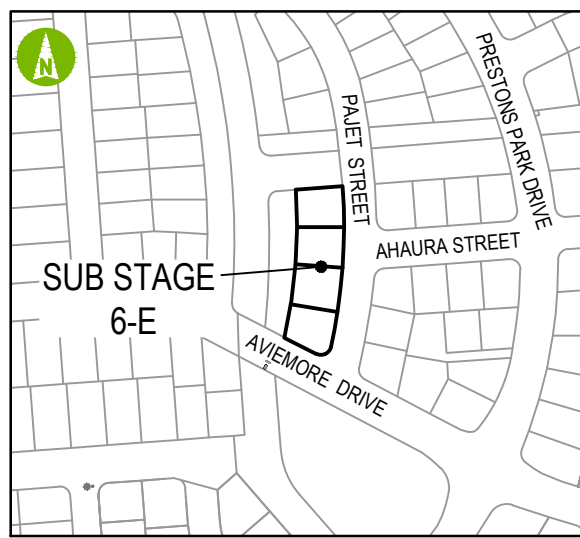 N
PRESTONS PARK DRIVE
PAJET STREET
AHAURA STREET
SUB STAGE
6-E
AVIEMORE DRIVE